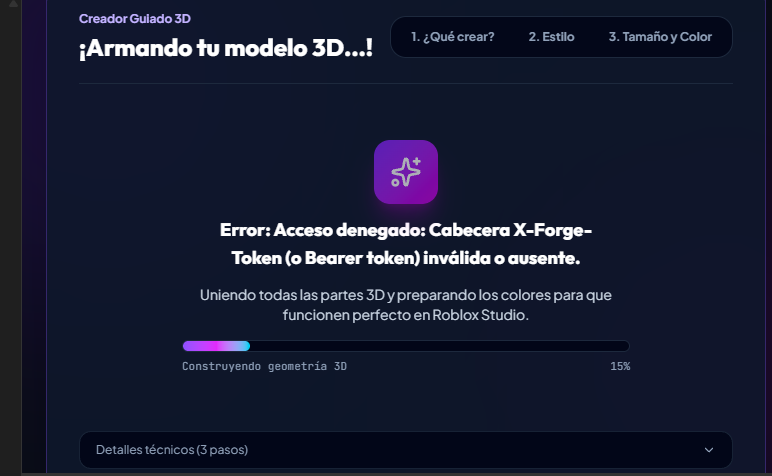 Creador Guiado 3D
¡Armando tu modelo 3D...!
1. ¿Qué crear? 2. Estilo 3. Tamaño y Color
Error: Acceso denegado: Cabecera X-Forge-
Token (o Bearer token) inválida o ausente.
Uniendo todas las partes 3D y preparando los colores para que
funcionen perfecto en Roblox Studio.
Construyendo geometría 3D 15%
Detalles técnicos (3 pasos)